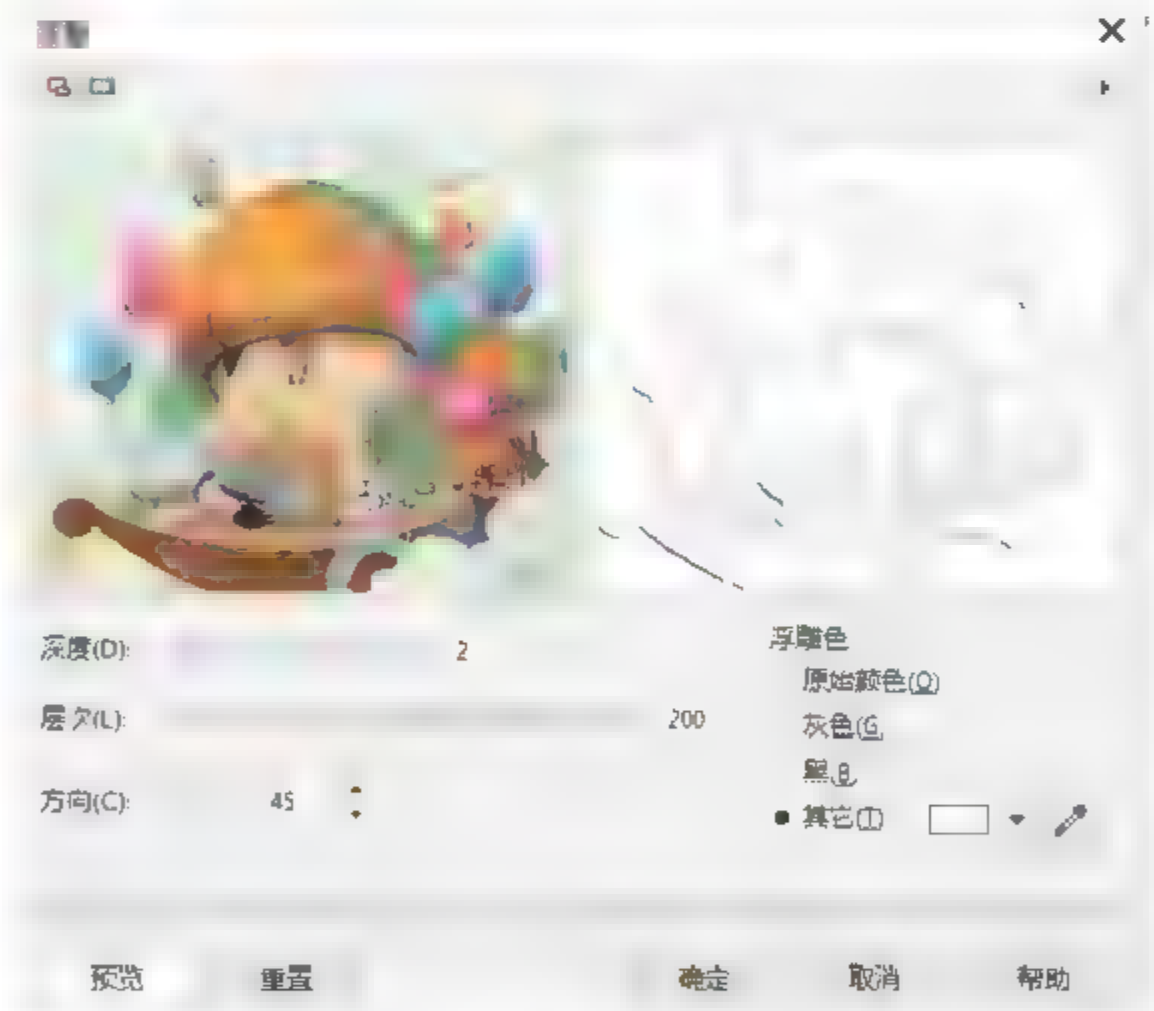 深度(D): 2
层次(L): 200
方向(C): 45
浮雕色
原始颜色(O)
灰色(G)
黑(B)
其它(T)
预览 重置 确定 取消 帮助